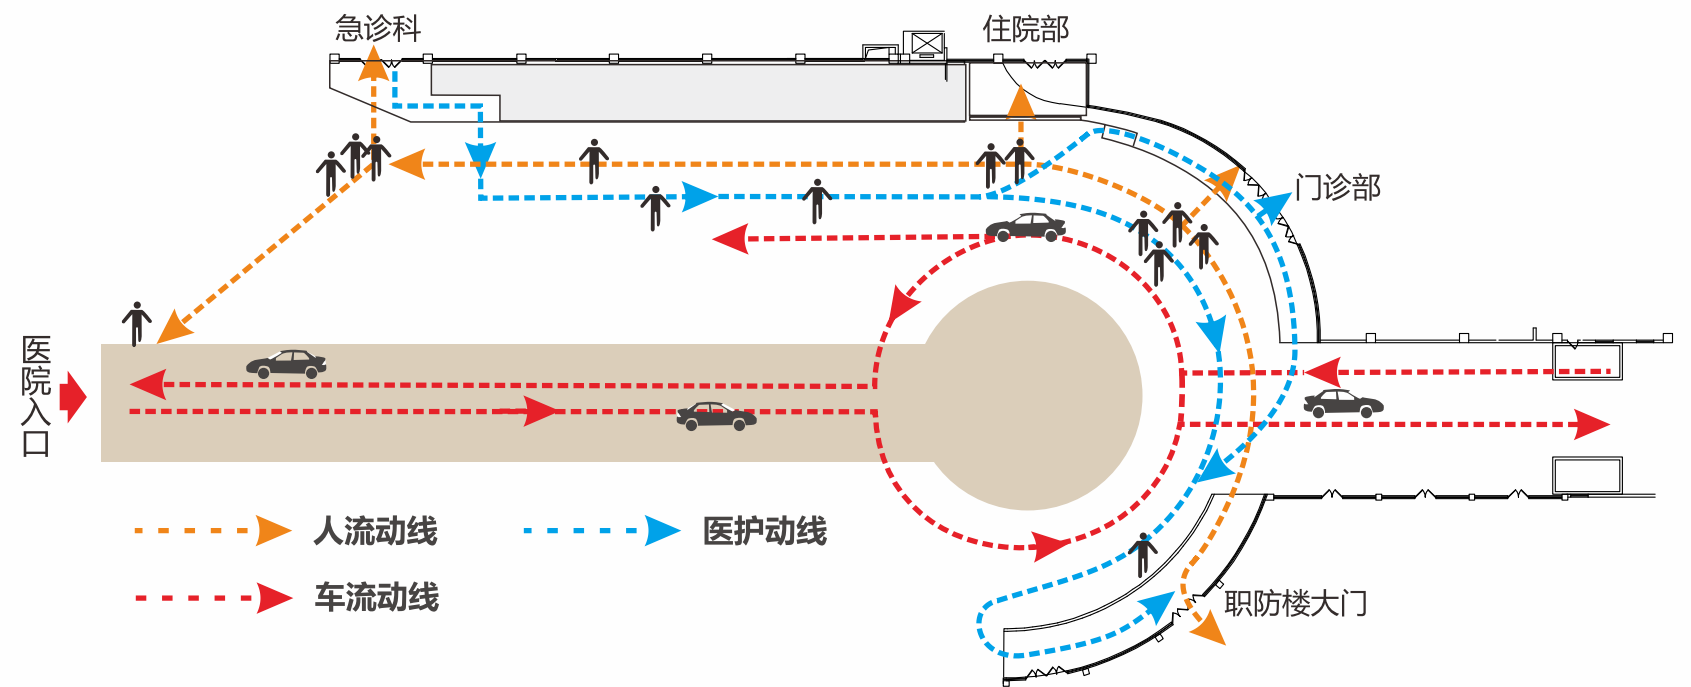 急诊科
住院部
门诊部
医院入口
人流动线
医护动线
车流动线
职防楼大门